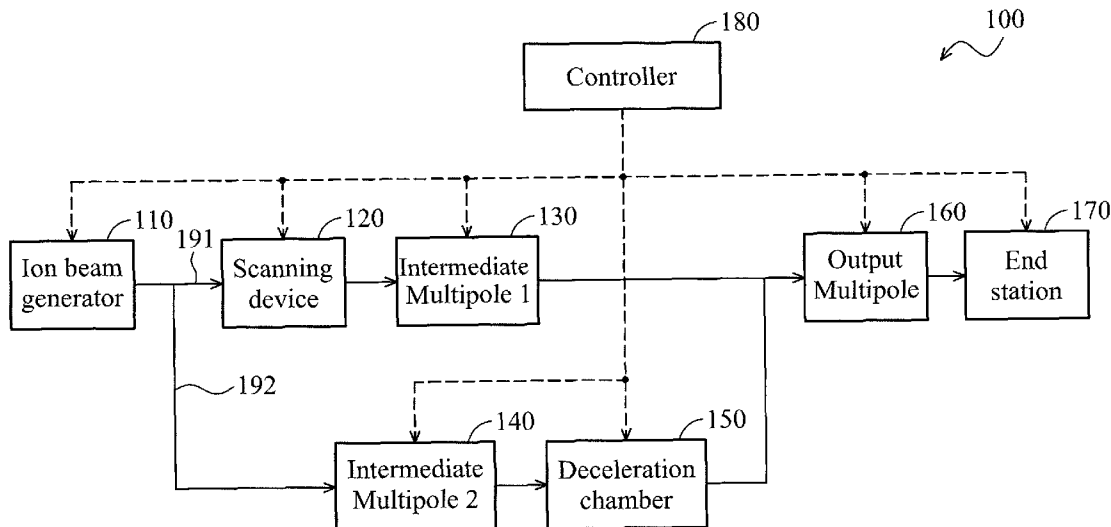 180
100
Controller
110
191
120
130
160
170
Ion beam
generator
Scanning
device
Intermediate
Multipole 1
Output
Multipole
End
station
192
140
150
Intermediate
Multipole 2
Deceleration
chamber